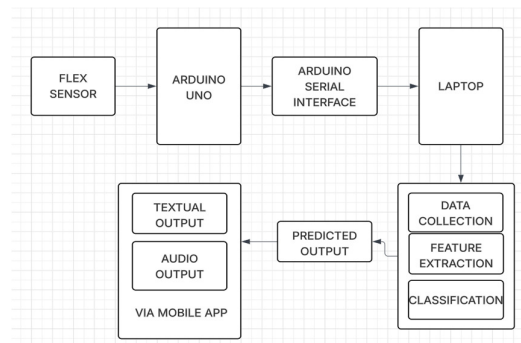 FLEX
SENSOR
ARDUINO
UNO
ARDUINO
SERIAL
INTERFACE
LAPTOP
DATA
COLLECTION
FEATURE
EXTRACTION
CLASSIFICATION
PREDICTED
OUTPUT
TEXTUAL
OUTPUT
AUDIO
OUTPUT
VIA MOBILE APP